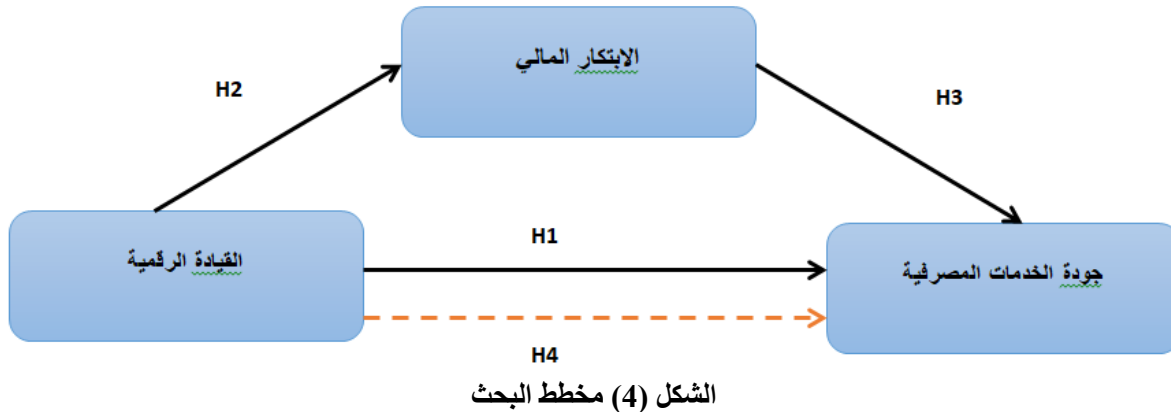 الابتكار المالي
H2
H3
القيادة الرقمية
H1
جودة الخدمات المصرفية
H4
الشكل (4) مخطط البحث